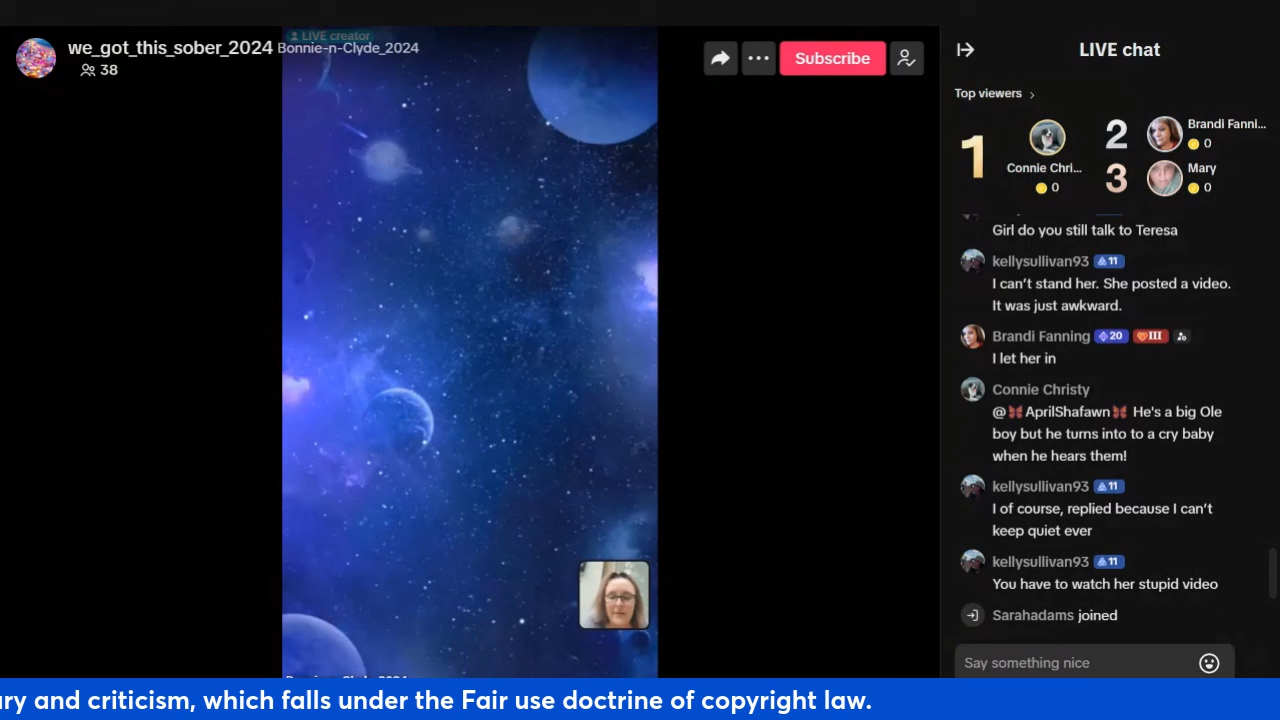 LIVE creator
we_got_this_sober_2024
Bonnie-n-Clyde_2024
38
Subscribe
LIVE chat
Top viewers
1
Connie Chri...
0
2
Brandi Fanni...
0
3
Mary
0
Girl do you still talk to Teresa
kellysullivan93 11
I can't stand her. She posted a video.
It was just awkward.
Brandi Fanning 20 III
I let her in
Connie Christy
@🦋AprilShafawn🦋 He's a big Ole
boy but he turns into to a cry baby
when he hears them!
kellysullivan93 11
I of course, replied because I can't
keep quiet ever
kellysullivan93 11
You have to watch her stupid video
Sarahadams joined
Say something nice
and criticism, which falls under the Fair use doctrine of copyright law.